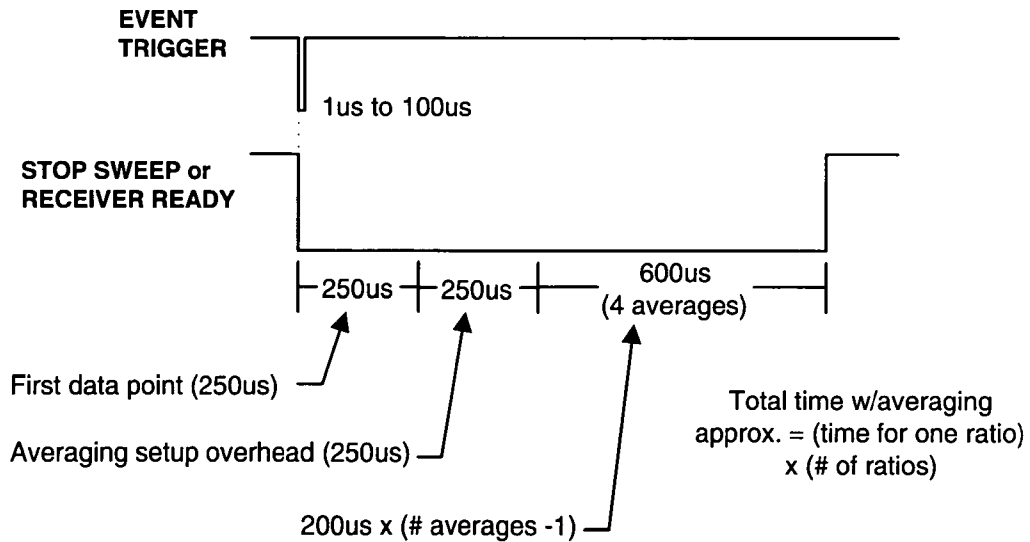 EVENT
TRIGGER
1us to 100us
STOP SWEEP or
RECEIVER READY
250us
250us
600us
(4 averages)
First data point (250us)
Averaging setup overhead (250us)
200us x (# averages -1)
Total time w/averaging
approx. = (time for one ratio)
x (# of ratios)